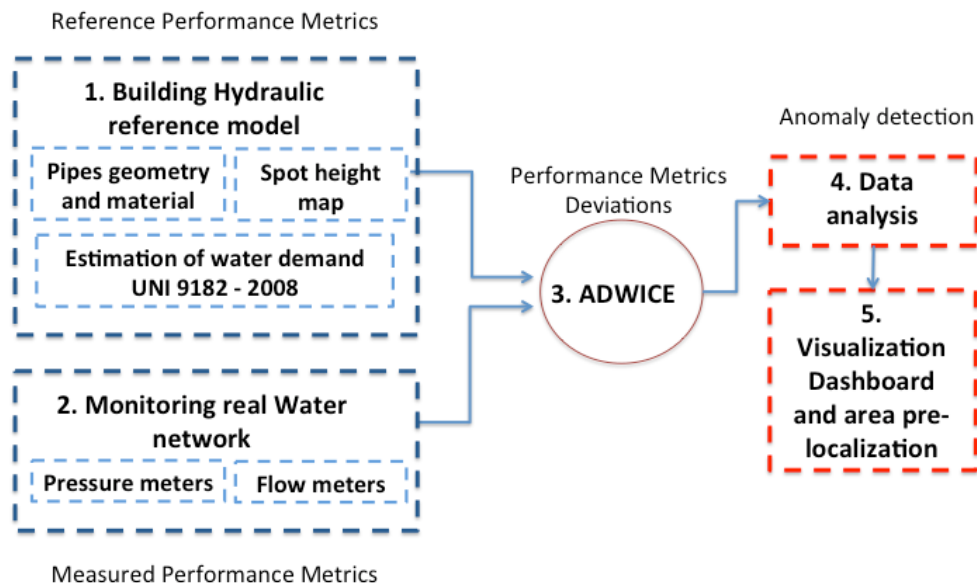 Reference Performance Metrics
1. Building Hydraulic
reference model
Pipes geometry
and material
Spot height
map
Estimation of water demand
UNI 9182 - 2008
2. Monitoring real Water
network
Pressure meters
Flow meters
Measured Performance Metrics
Performance Metrics
Deviations
3. ADWICE
Anomaly detection
4. Data
analysis
5.
Visualization
Dashboard
and area pre-
localization